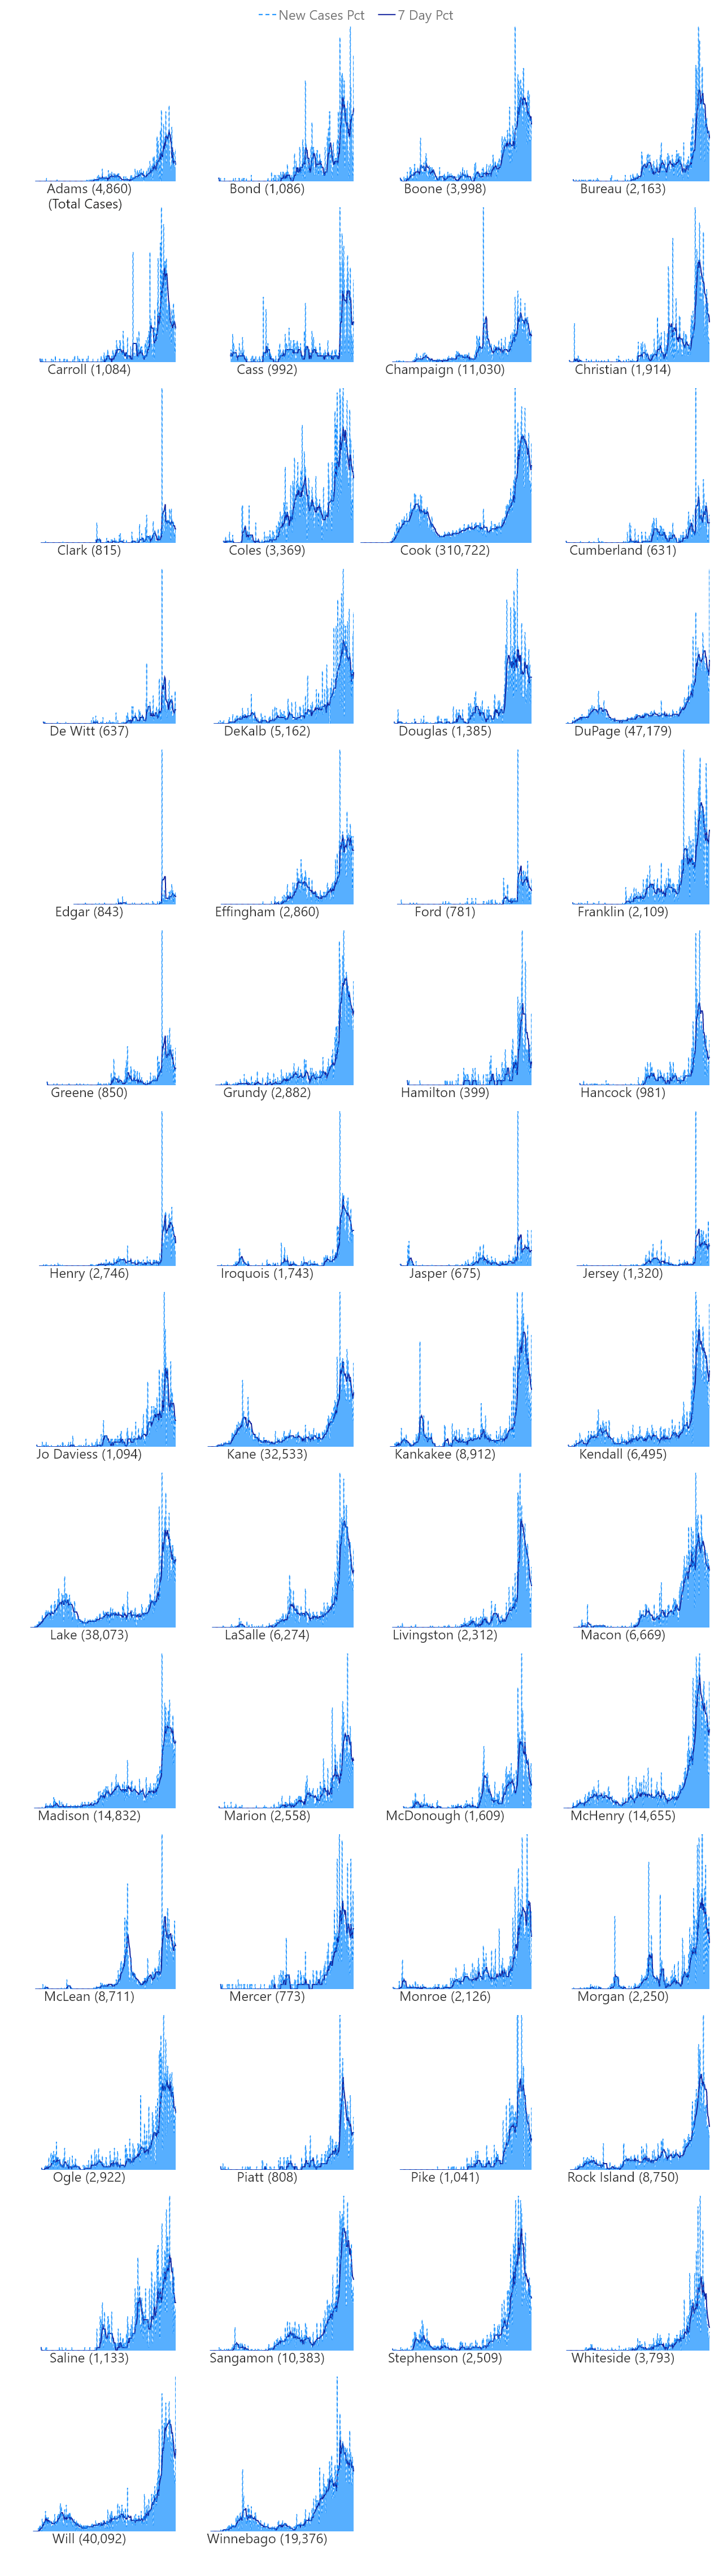 New Cases Pct 7 Day Pct
Adams (4,860) Bond (1,086) Boone (3,998) Bureau (2,163)
(Total Cases)
Carroll (1,084) Cass (992) Champaign (11,030) Christian (1,914)
Clark (815) Coles (3,369) Cook (310,722) Cumberland (631)
De Witt (637) DeKalb (5,162) Douglas (1,385) DuPage (47,179)
Edgar (843) Effingham (2,860) Ford (781) Franklin (2,109)
Greene (850) Grundy (2,882) Hamilton (399) Hancock (981)
Henry (2,746) Iroquois (1,743) Jasper (675) Jersey (1,320)
Jo Daviess (1,094) Kane (32,533) Kankakee (8,912) Kendall (6,495)
Lake (38,073) LaSalle (6,274) Livingston (2,312) Macon (6,669)
Madison (14,832) Marion (2,558) McDonough (1,609) McHenry (14,655)
McLean (8,711) Mercer (773) Monroe (2,126) Morgan (2,250)
Ogle (2,922) Piatt (808) Pike (1,041) Rock Island (8,750)
Saline (1,133) Sangamon (10,383) Stephenson (2,509) Whiteside (3,793)
Will (40,092) Winnebago (19,376)